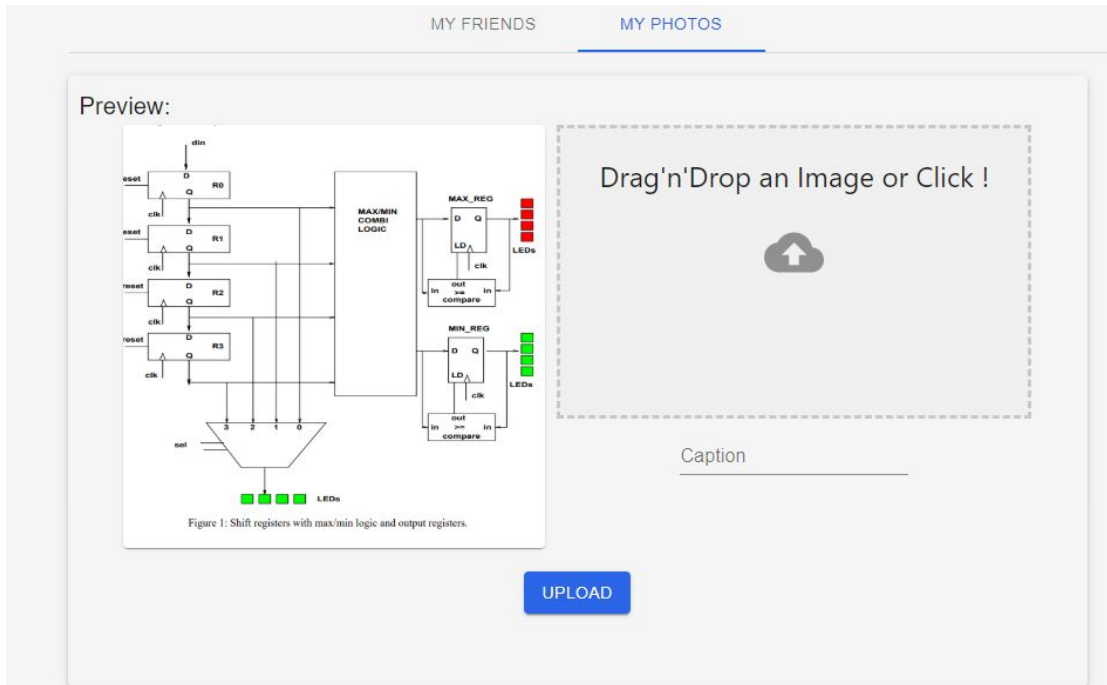 MY FRIENDS
MY PHOTOS
Preview:
din
D
Q
R0
eset
clk
D
Q
R1
eset
clk
D
Q
R2
reset
clk
D
Q
R3
reset
clk
MAX/MIN
COMBI
LOGIC
MAX_REG
D Q
LD
clk
LEDs
out
in >= in
compare
MIN_REG
D Q
LD
clk
LEDs
out
in >= in
compare
3 2 1 0
sel
LEDs
Figure 1: Shift registers with max/min logic and output registers.
Drag'n'Drop an Image or Click !
Caption
UPLOAD